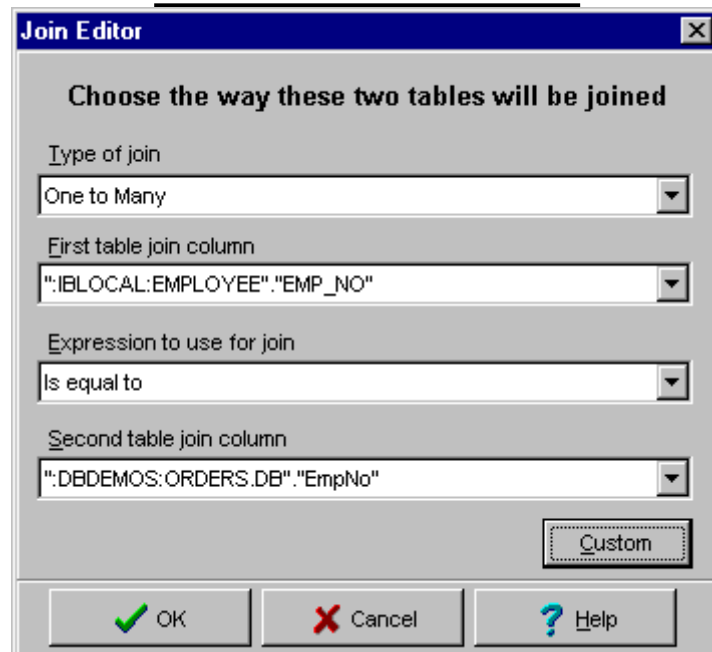 Join Editor
Choose the way these two tables will be joined
Type of join
One to Many
First table join column
":IBLOCAL:EMPLOYEE"."EMP_NO"
Expression to use for join
Is equal to
Second table join column
":DBDEMOS:ORDERS.DB"."EmpNo"
Custom
OK Cancel Help